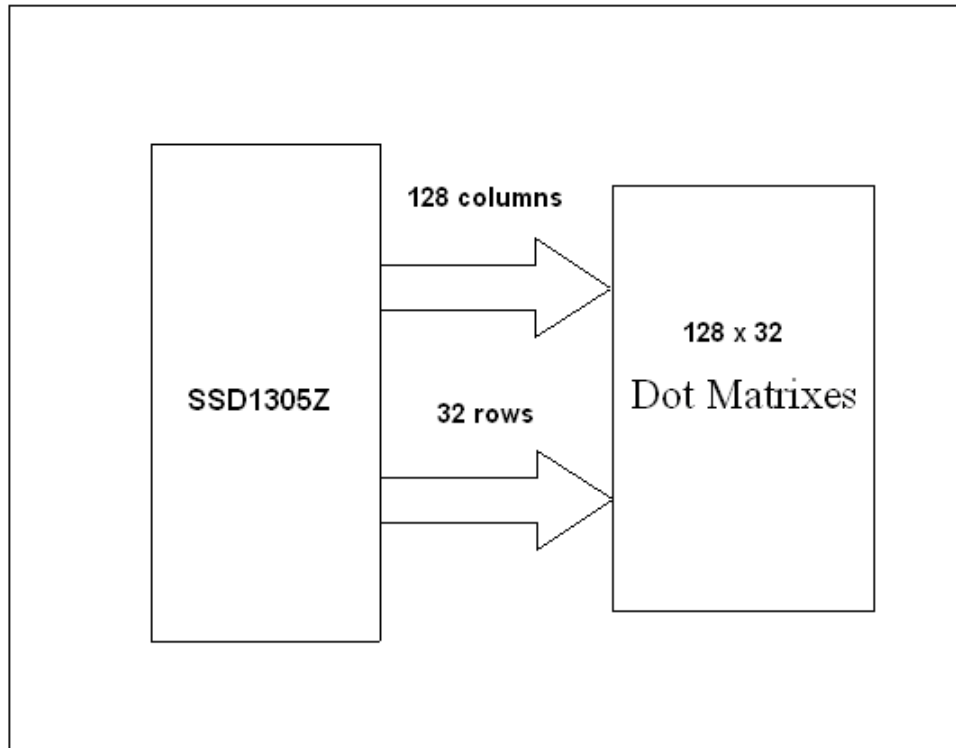 128 columns
SSD1305Z
32 rows
128 x 32
Dot Matrixes